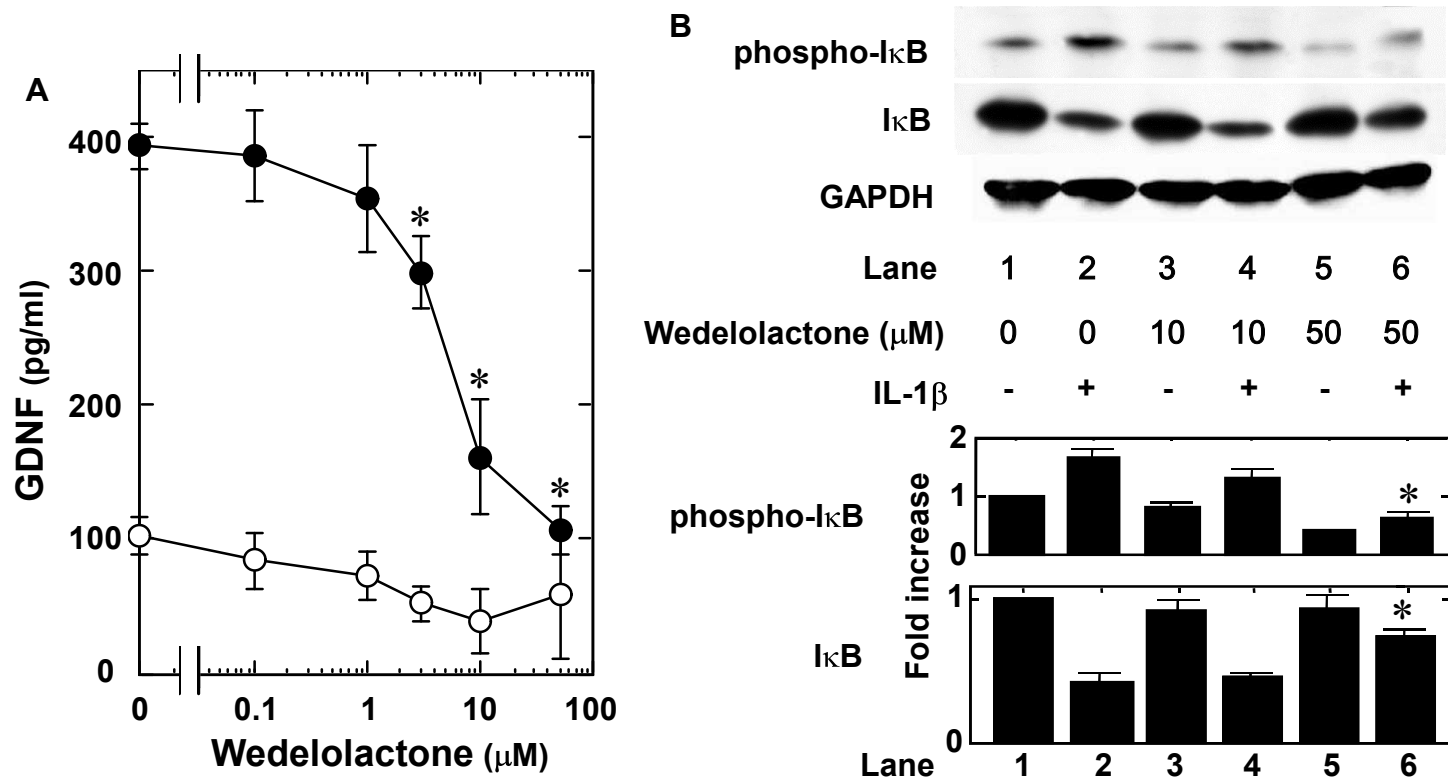 A
400
300
200
100
0
GDNF (pg/ml)
*
*
*
0 0.1 1 10 100
Wedelolactone (μM)
B
phospho-IκB
IκB
GAPDH
Lane 1 2 3 4 5 6
Wedelolactone (μM) 0 0 10 10 50 50
IL-1β - + - + - +
phospho-IκB
2
1
0
*
Fold increase
IκB
1
0
*
Lane 1 2 3 4 5 6